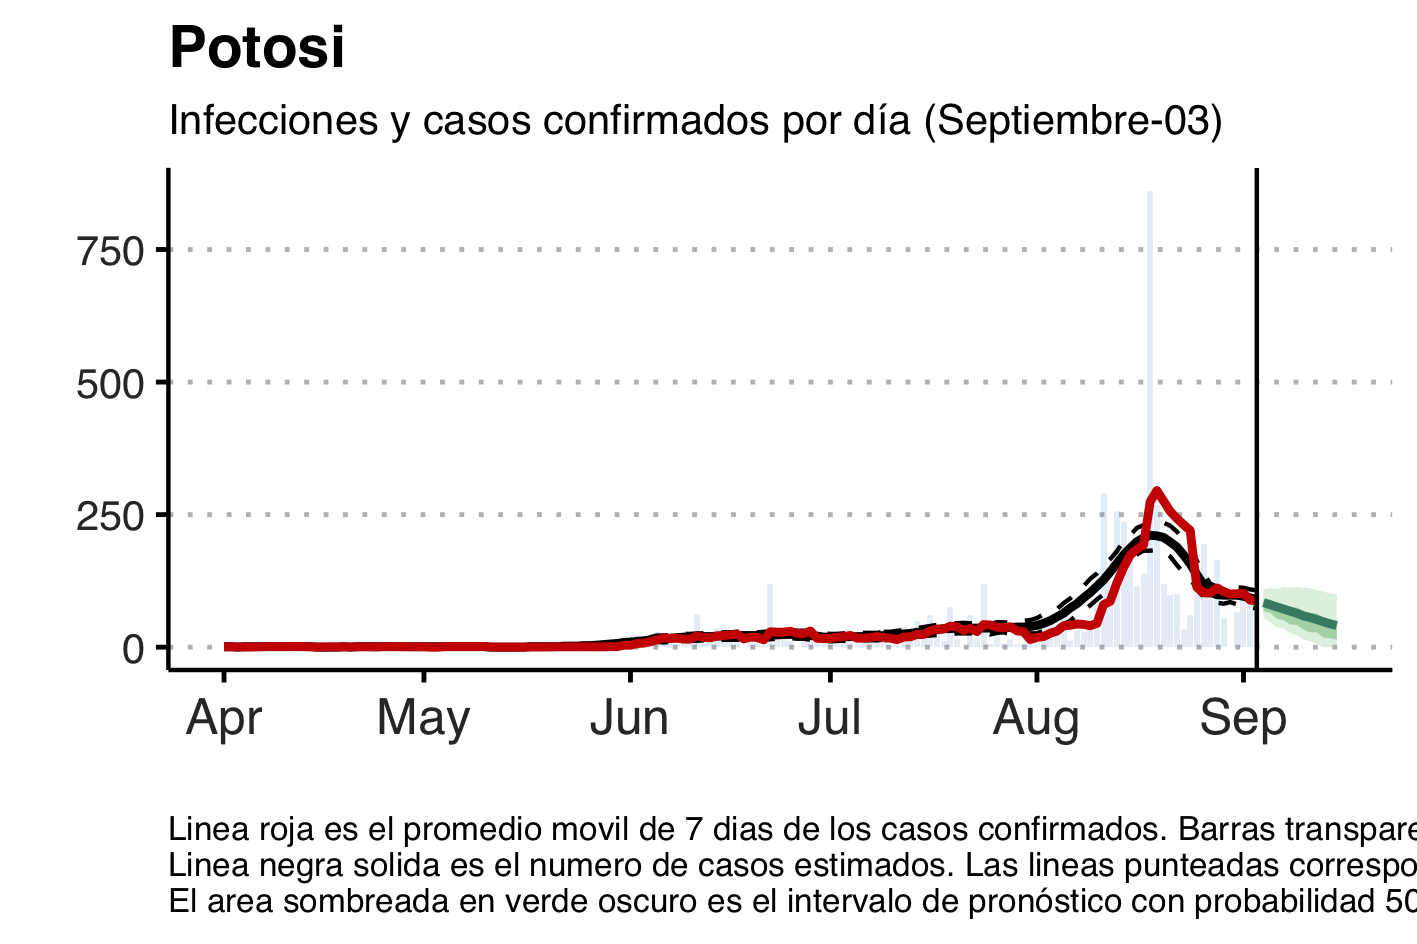 Potosi
Infecciones y casos confirmados por día (Septiembre-03)
750
500
250
0
Apr May Jun Jul Aug Sep
Linea roja es el promedio movil de 7 dias de los casos confirmados. Barras
Linea negra solida es el numero de casos estimados. Las lineas punteadas
El area sombreada en verde oscuro es el intervalo de pronóstico con probabilidad 50